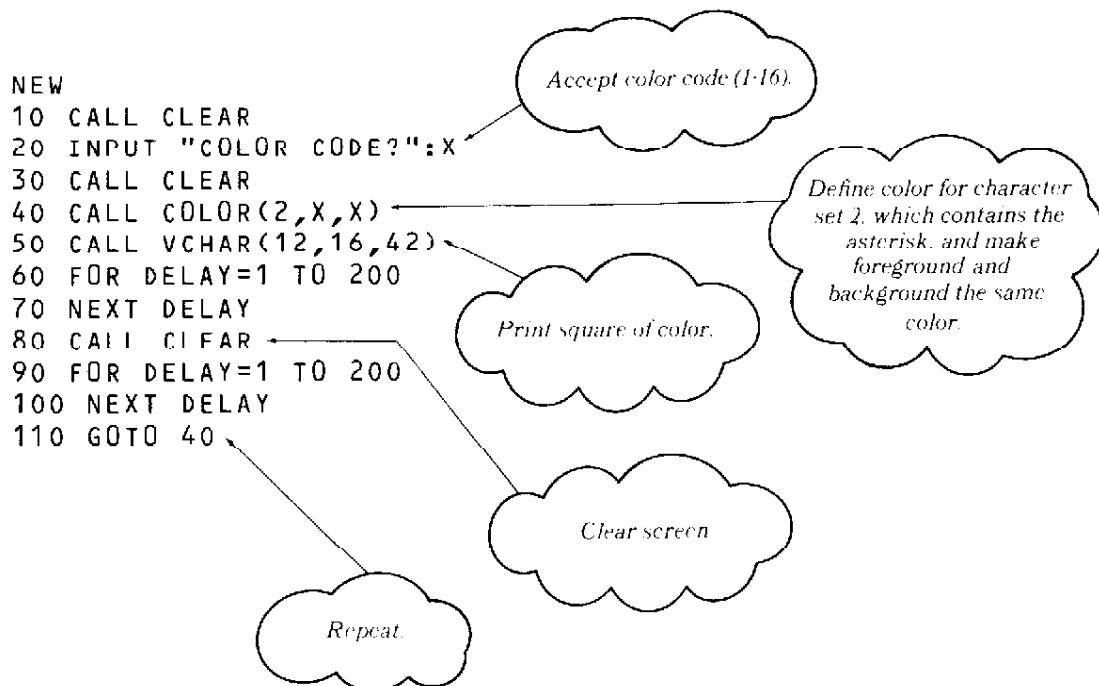 NEW
10 CALL CLEAR
20 INPUT "COLOR CODE?":X
30 CALL CLEAR
40 CALL COLOR(2,X,X)
50 CALL VCHAR(12,16,42)
60 FOR DELAY=1 TO 200
70 NEXT DELAY
80 CALL CLEAR
90 FOR DELAY=1 TO 200
100 NEXT DELAY
110 GOTO 40
Accept color code (1-16).
Define color for character
set 2, which contains the
asterisk, and make
foreground and
background the same
color.
Print square of color.
Clear screen
Repeat.